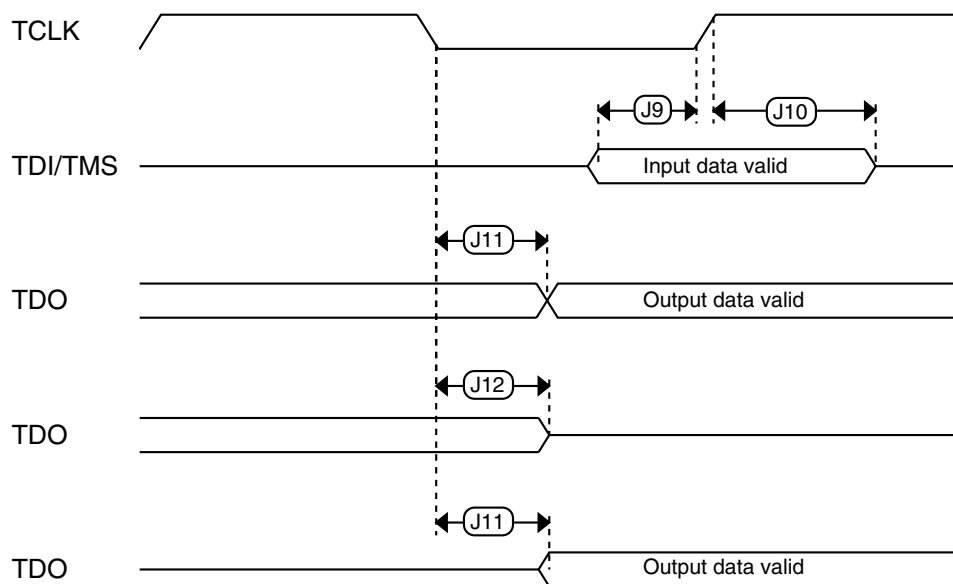 TCLK
J9
J10
TDI/TMS
Input data valid
J11
TDO
Output data valid
J12
TDO
J11
TDO
Output data valid